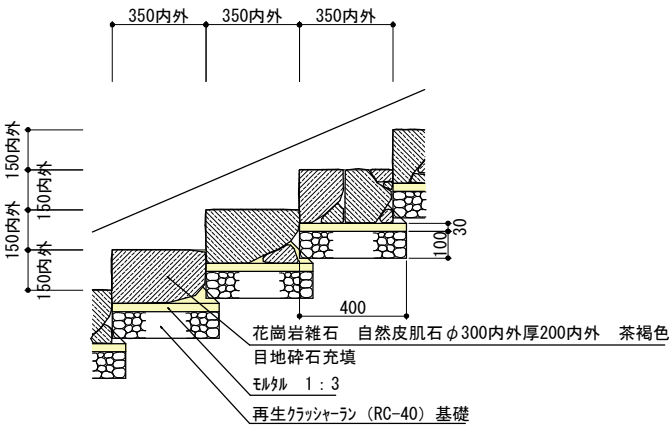 350内外
350内外
350内外
150内外
150内外
150内外
150内外
30
100
400
花崗岩雑石　自然皮肌石φ300内外厚200内外　茶褐色
目地砕石充填
ﾓﾙﾀﾙ　1：3
再生ｸﾗｯｼｬｰﾗﾝ（RC-40）基礎